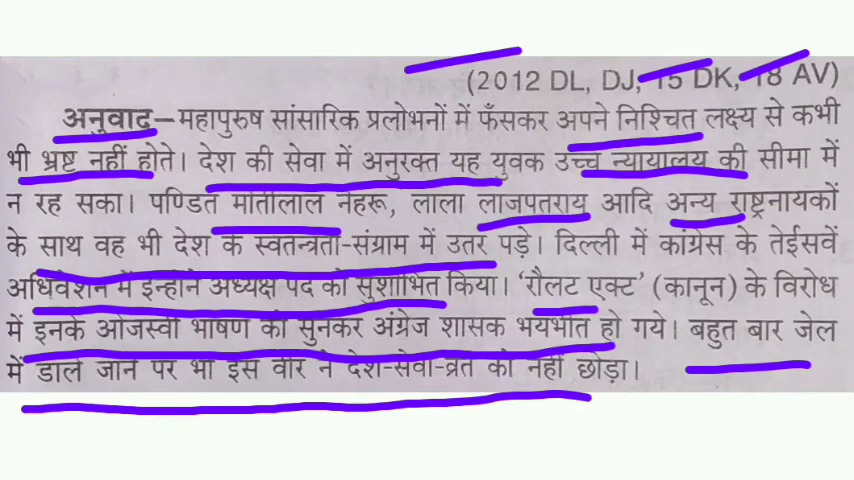 (2012 DL, DJ, 15 DK, 18 AV)
अनुवाद–महापुरुष सांसारिक प्रलोभनों में फँसकर अपने निश्चित लक्ष्य से कभी
भी भ्रष्ट नहीं होते। देश की सेवा में अनुरक्त यह युवक उच्च न्यायालय की सीमा में
न रह सका। पण्डित मोतीलाल नेहरू, लाला लाजपतराय आदि अन्य राष्ट्रनायकों
के साथ वह भी देश के स्वतन्त्रता-संग्राम में उतर पड़े। दिल्ली में कांग्रेस के तेईसवें
अधिवेशन में इन्होंने अध्यक्ष पद को सुशोभित किया। ‘रौलट एक्ट’ (कानून) के विरोध
में इनके ओजस्वी भाषण को सुनकर अंग्रेज शासक भयभीत हो गये। बहुत बार जेल
में डाले जाने पर भी इस वीर ने देश-सेवा-व्रत को नहीं छोड़ा।